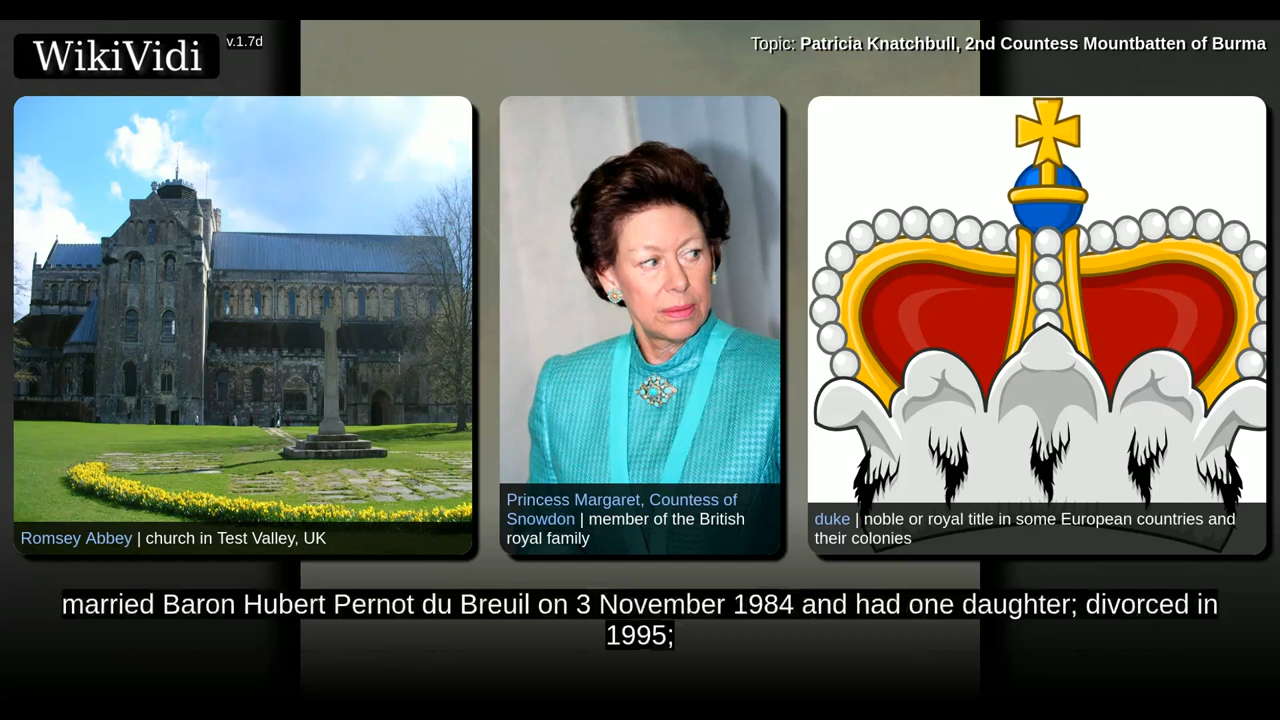 WikiVidi
v.1.7d
Topic: Patricia Knatchbull, 2nd Countess Mountbatten of Burma
Romsey Abbey | church in Test Valley, UK
Princess Margaret, Countess of
Snowdon | member of the British
royal family
duke | noble or royal title in some European countries and
their colonies
married Baron Hubert Pernot du Breuil on 3 November 1984 and had one daughter; divorced in
1995;